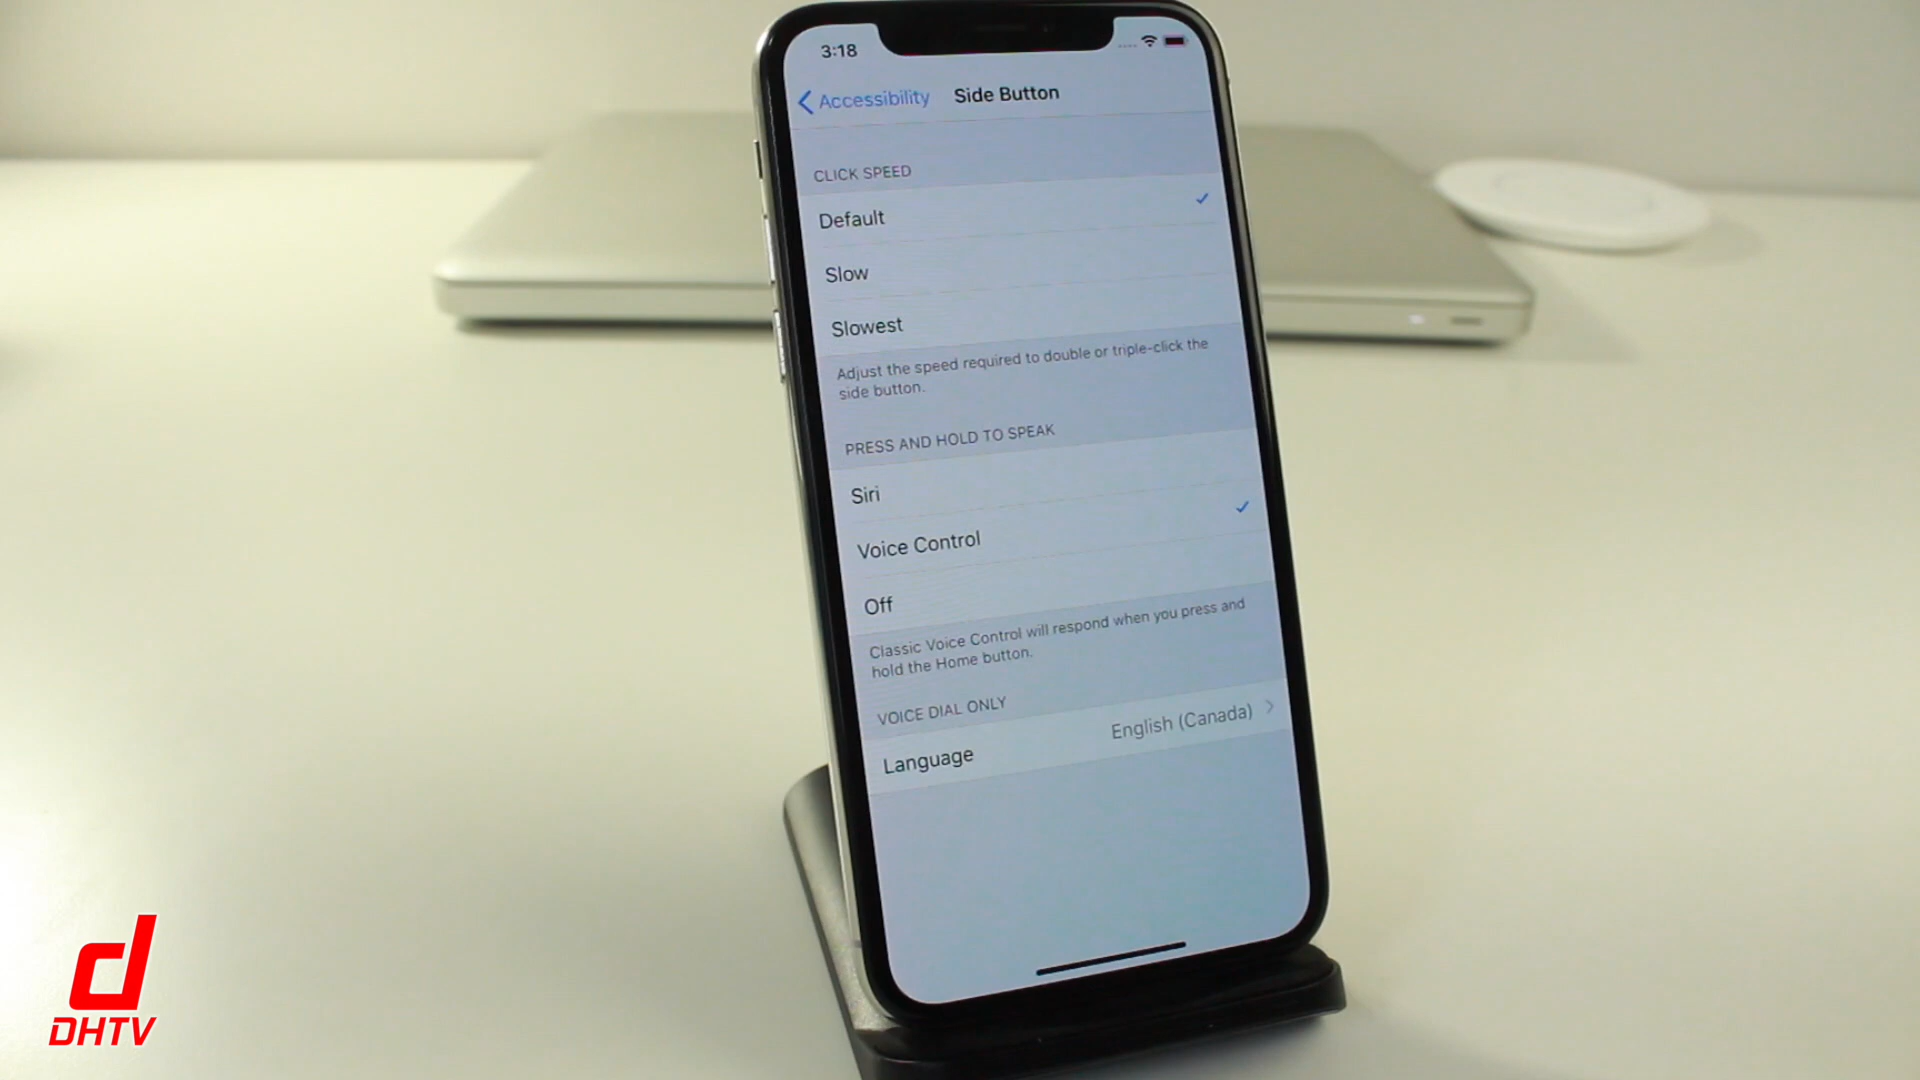 3:18
Accessibility Side Button
CLICK SPEED
Default
Slow
Slowest
Adjust the speed required to double or triple-click the
side button.
PRESS AND HOLD TO SPEAK
Siri
Voice Control
Off
Classic Voice Control will respond when you press and
hold the Home button.
VOICE DIAL ONLY
Language English (Canada)
d
DHTV